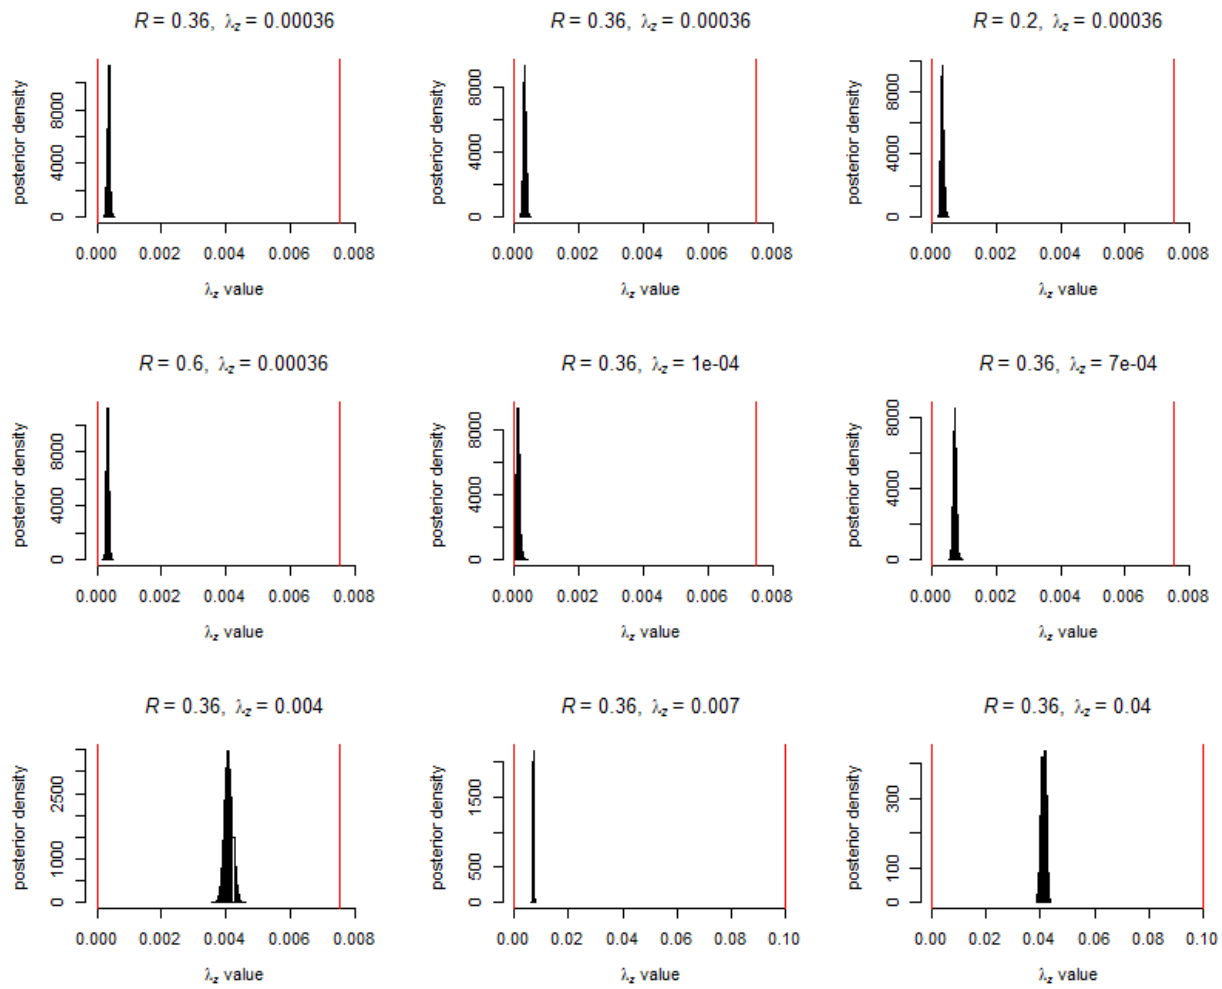 R = 0.36, λz = 0.00036
posterior density
0 4000 8000
0.000 0.002 0.004 0.006 0.008
λz value
R = 0.36, λz = 0.00036
posterior density
0 4000 8000
0.000 0.002 0.004 0.006 0.008
λz value
R = 0.2, λz = 0.00036
posterior density
0 4000 8000
0.000 0.002 0.004 0.006 0.008
λz value
R = 0.6, λz = 0.00036
posterior density
0 4000 8000
0.000 0.002 0.004 0.006 0.008
λz value
R = 0.36, λz = 1e-04
posterior density
0 4000 8000
0.000 0.002 0.004 0.006 0.008
λz value
R = 0.36, λz = 7e-04
posterior density
0 4000 8000
0.000 0.002 0.004 0.006 0.008
λz value
R = 0.36, λz = 0.004
posterior density
0 1000 2500
0.000 0.002 0.004 0.006 0.008
λz value
R = 0.36, λz = 0.007
posterior density
0 500 1500
0.00 0.02 0.04 0.06 0.08 0.10
λz value
R = 0.36, λz = 0.04
posterior density
0 100 300
0.00 0.02 0.04 0.06 0.08 0.10
λz value